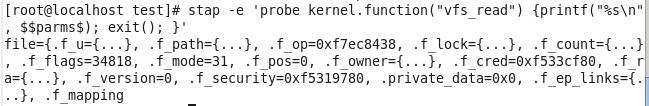 [root@localhost test]# stap -e 'probe kernel.function("vfs_read") {printf("%s\n"
, $$parms$); exit(); }'
file={.f_u={...}, .f_path={...}, .f_op=0xf7ec8438, .f_lock={...}, .f_count={...}
, .f_flags=34818, .f_mode=31, .f_pos=0, .f_owner={...}, .f_cred=0xf533cf80, .f_r
a={...}, .f_version=0, .f_security=0xf5319780, .private_data=0x0, .f_ep_links={.
..}, .f_mapping